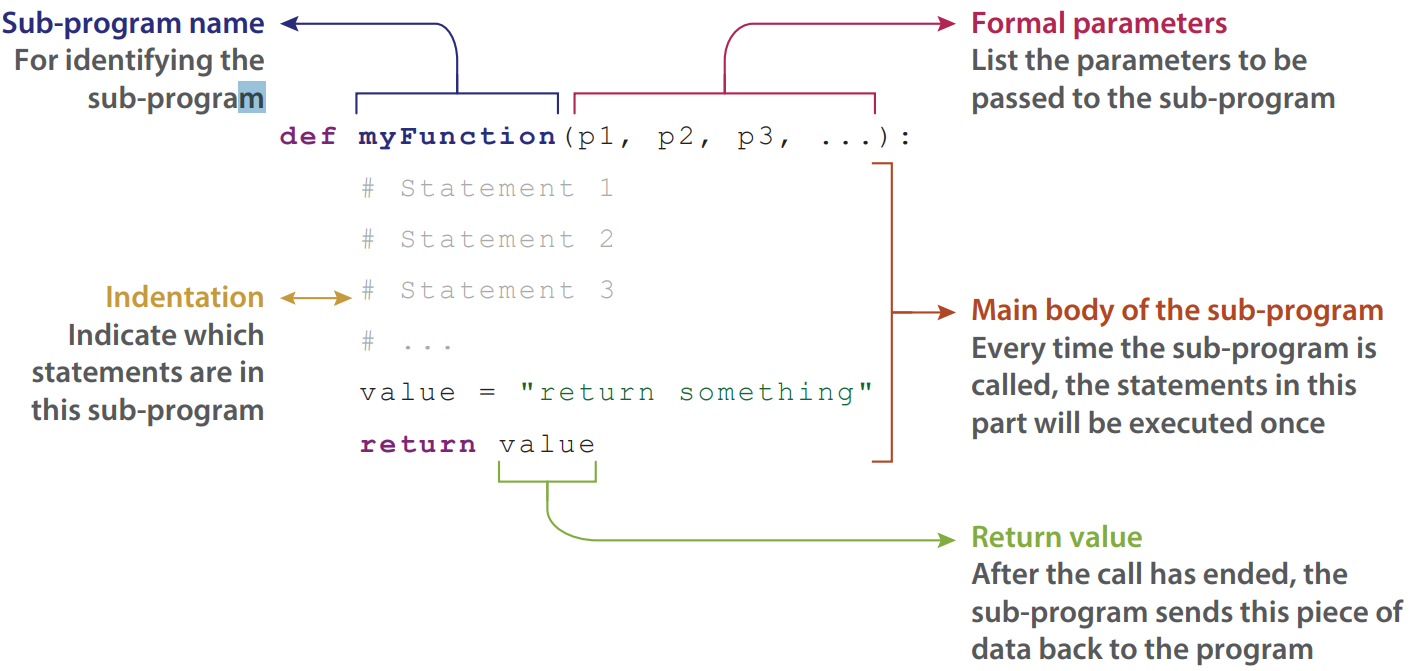 Sub-program name
For identifying the
sub-program
Formal parameters
List the parameters to be
passed to the sub-program
def myFunction(p1, p2, p3, ...):
# Statement 1
# Statement 2
# Statement 3
# ...
value = "return something"
return value
Indentation
Indicate which
statements are in
this sub-program
Main body of the sub-program
Every time the sub-program is
called, the statements in this
part will be executed once
Return value
After the call has ended, the
sub-program sends this piece of
data back to the program